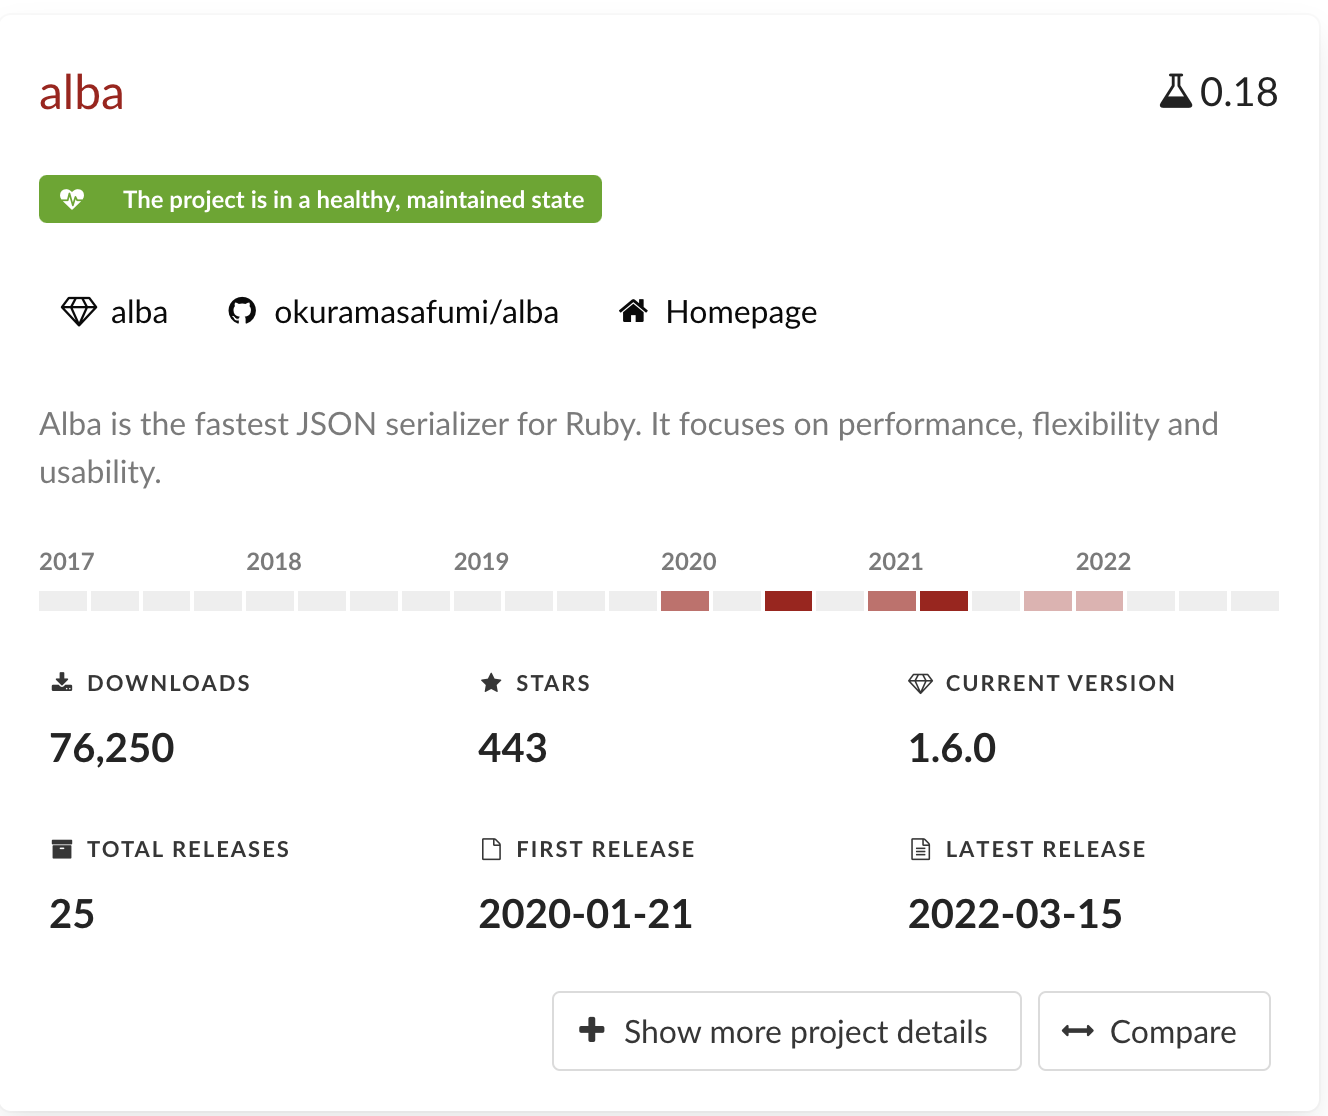 alba
0.18
The project is in a healthy, maintained state
alba okuramasafumi/alba Homepage
Alba is the fastest JSON serializer for Ruby. It focuses on performance, flexibility and
usability.
2017 2018 2019 2020 2021 2022
DOWNLOADS STARS CURRENT VERSION
76,250 443 1.6.0
TOTAL RELEASES FIRST RELEASE LATEST RELEASE
25 2020-01-21 2022-03-15
Show more project details Compare